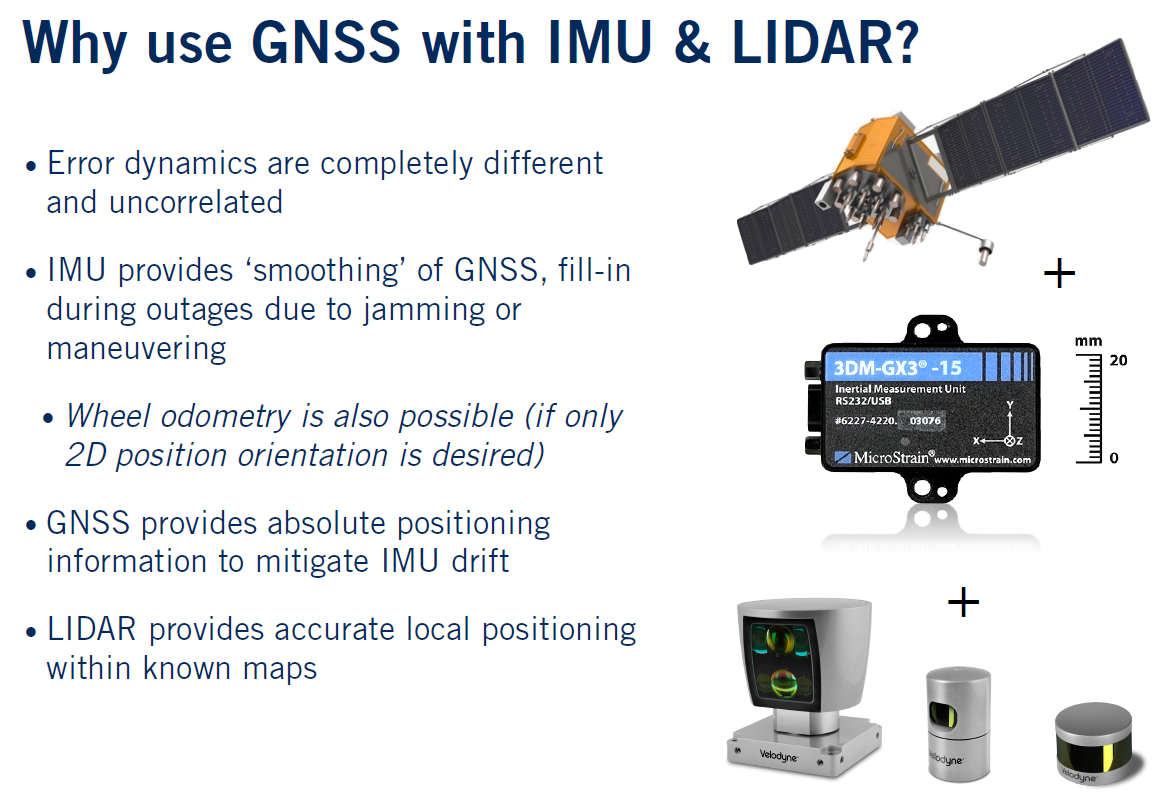 Why use GNSS with IMU & LIDAR?
• Error dynamics are completely different
and uncorrelated
• IMU provides ‘smoothing’ of GNSS, fill-in
during outages due to jamming or
maneuvering
• Wheel odometry is also possible (if only
2D position orientation is desired)
• GNSS provides absolute positioning
information to mitigate IMU drift
• LIDAR provides accurate local positioning
within known maps
+
3DM-GX3® -15
Inertial Measurement Unit
RS232/USB
#6227-4220. 03076
Y
X Z
MicroStrain® www.microstrain.com
mm
20
0
+
Velodyne
Velodyne
Velodyne